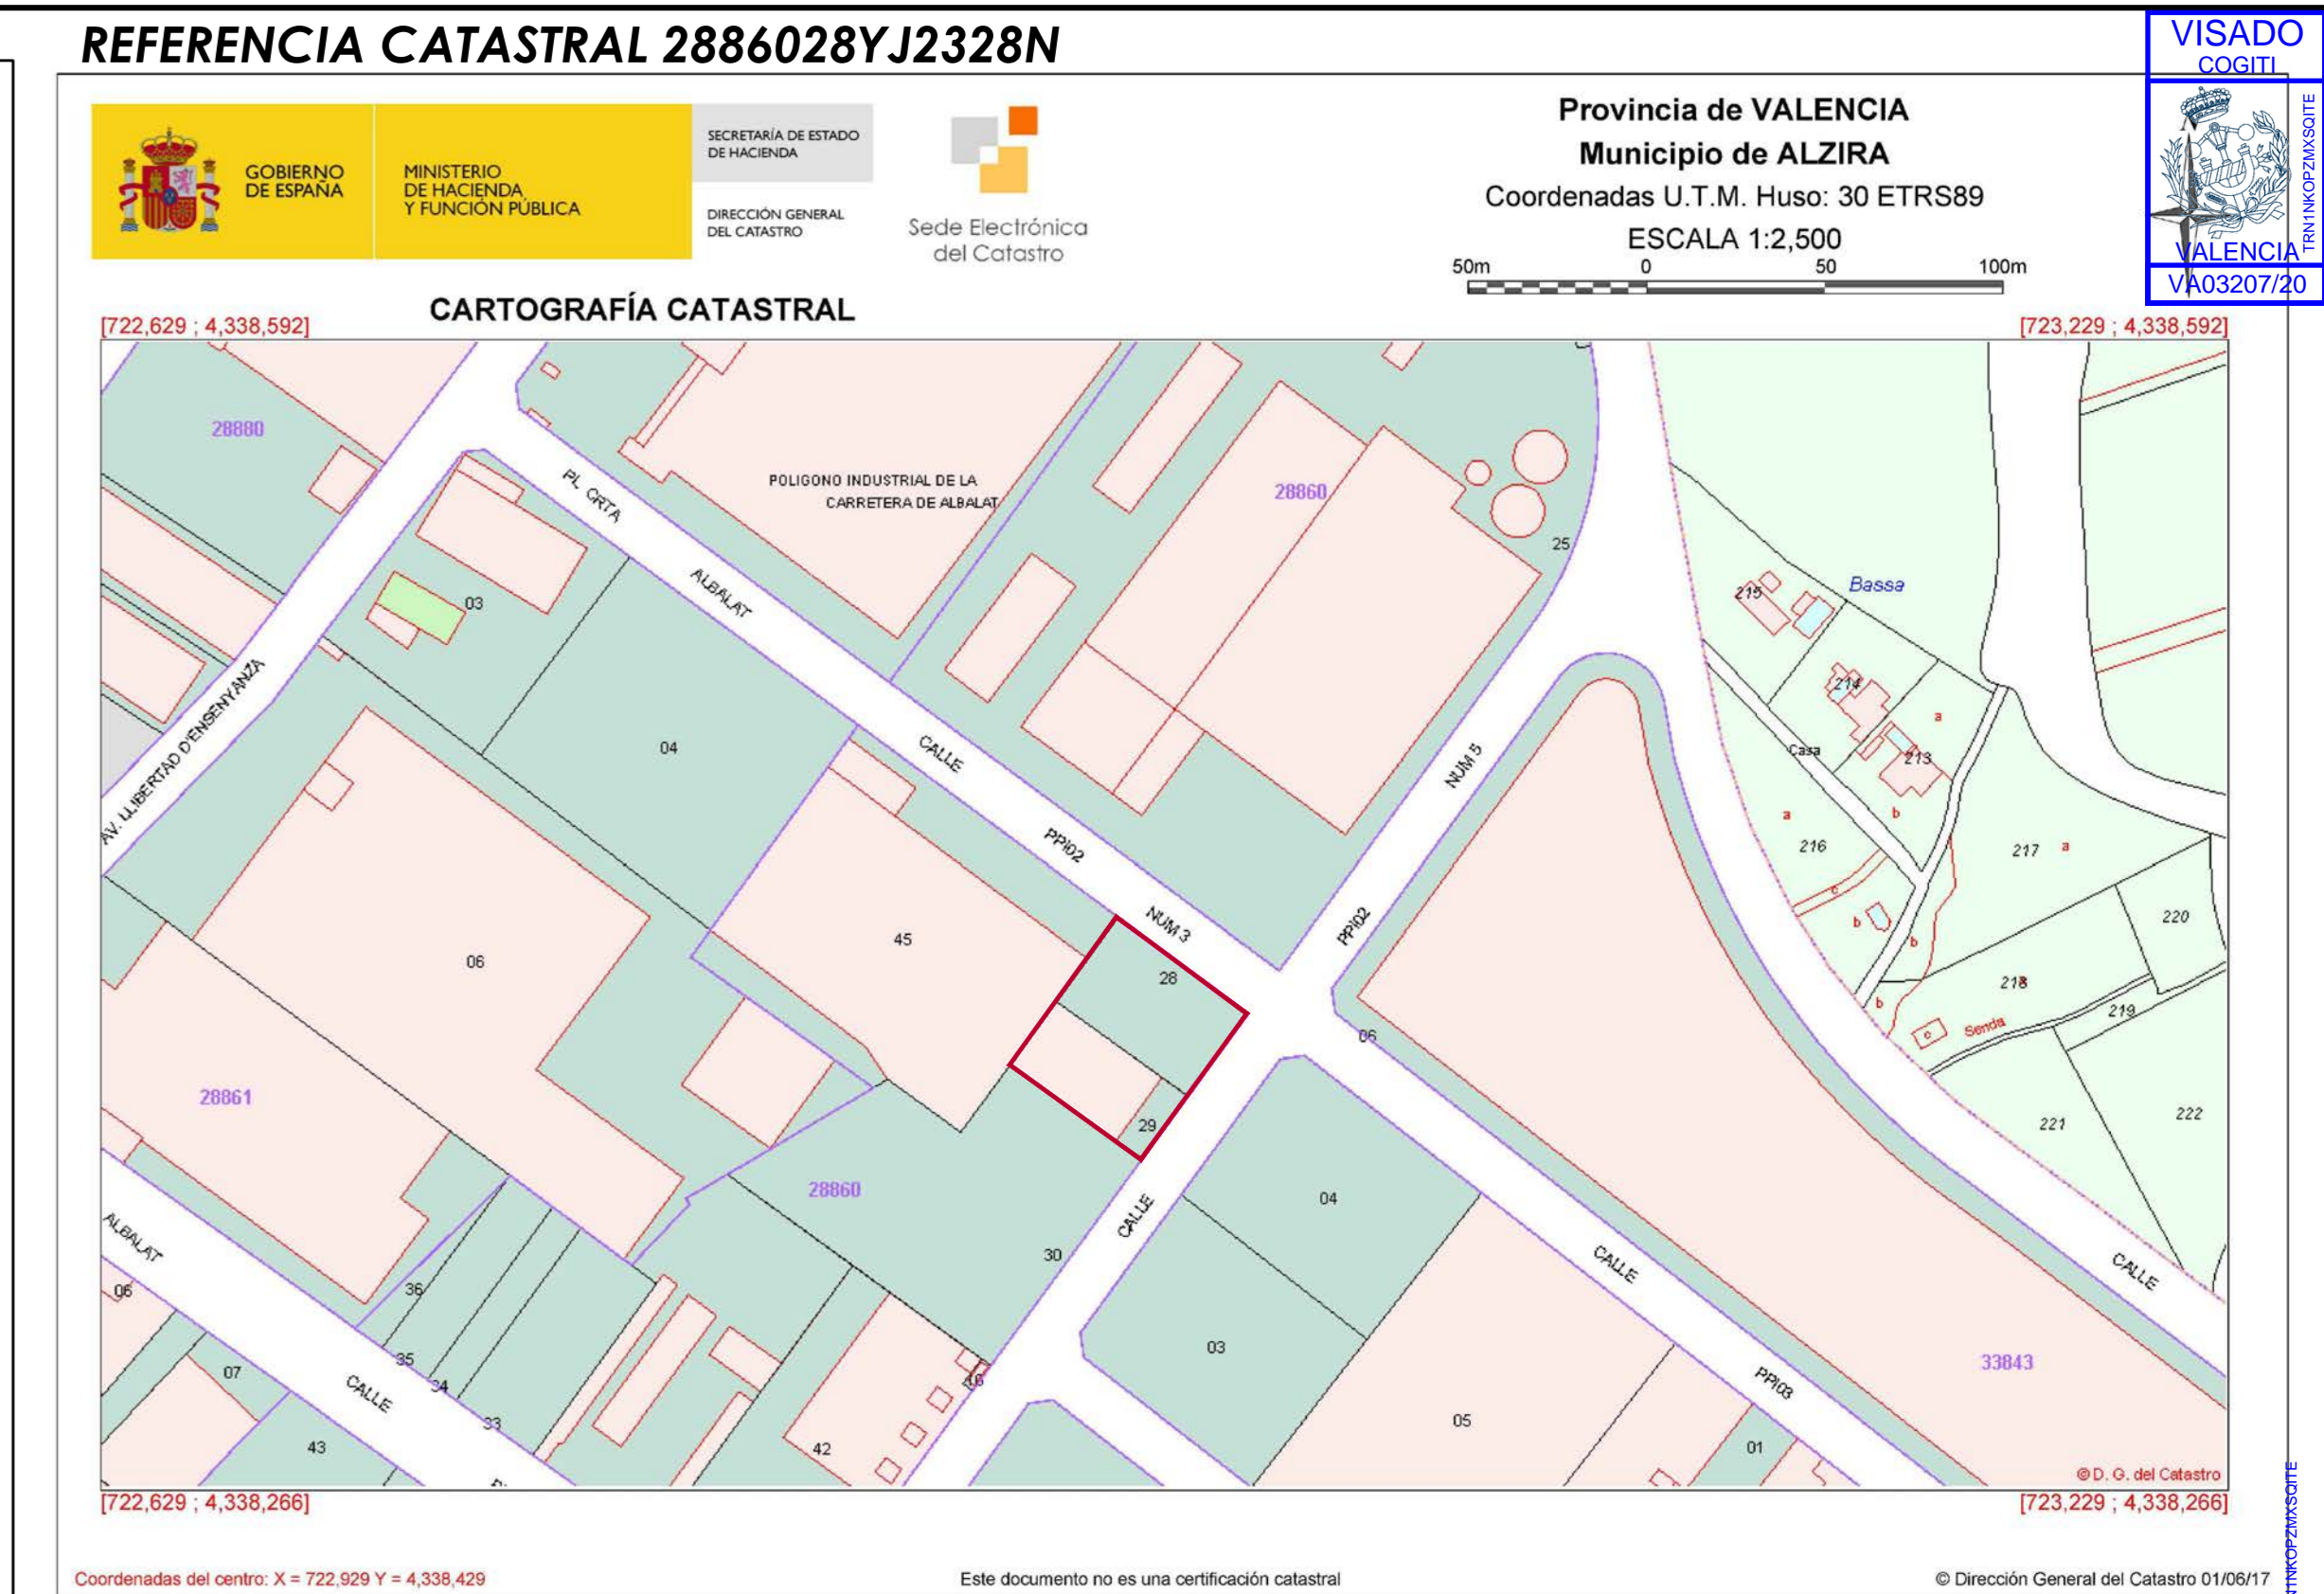 REFERENCIA CATASTRAL 2886028YJ2328N
VISADO
COGITI
VALENCIA
VA03207/20
TRN1NKOPZMXSQITE
GOBIERNO
DE ESPAÑA
MINISTERIO
DE HACIENDA
Y FUNCIÓN PÚBLICA
SECRETARÍA DE ESTADO
DE HACIENDA
DIRECCIÓN GENERAL
DEL CATASTRO
Sede Electrónica
del Catastro
Provincia de VALENCIA
Municipio de ALZIRA
Coordenadas U.T.M. Huso: 30 ETRS89
ESCALA 1:2,500
50m 0 50 100m
CARTOGRAFÍA CATASTRAL
[722,629 ; 4,338,592]
[723,229 ; 4,338,592]
28880
PL CRTA
POLIGONO INDUSTRIAL DE LA
CARRETERA DE ALBALAT
28860
25
ALBALAT
03
215
Bassa
AV. LLIBERTAD D'ENSENYANZA
04
CALLE
NUM 5
214
a
Casa
213
a
b
216
217 a
PPI02
c
NUM 3
PPI02
b
b
220
45
06
28
218
a
b
219
c
Senda
06
28861
29
221
222
28860
04
CALLE
30
ALBALAT
CALLE
CALLE
06
36
03
33843
35
07
34
CALLE
46
PPI03
33
05
43
42
01
© D. G. del Catastro
[722,629 ; 4,338,266]
[723,229 ; 4,338,266]
Coordenadas del centro: X = 722,929 Y = 4,338,429
Este documento no es una certificación catastral
© Dirección General del Catastro 01/06/17
N1NKOPZMXSQITE